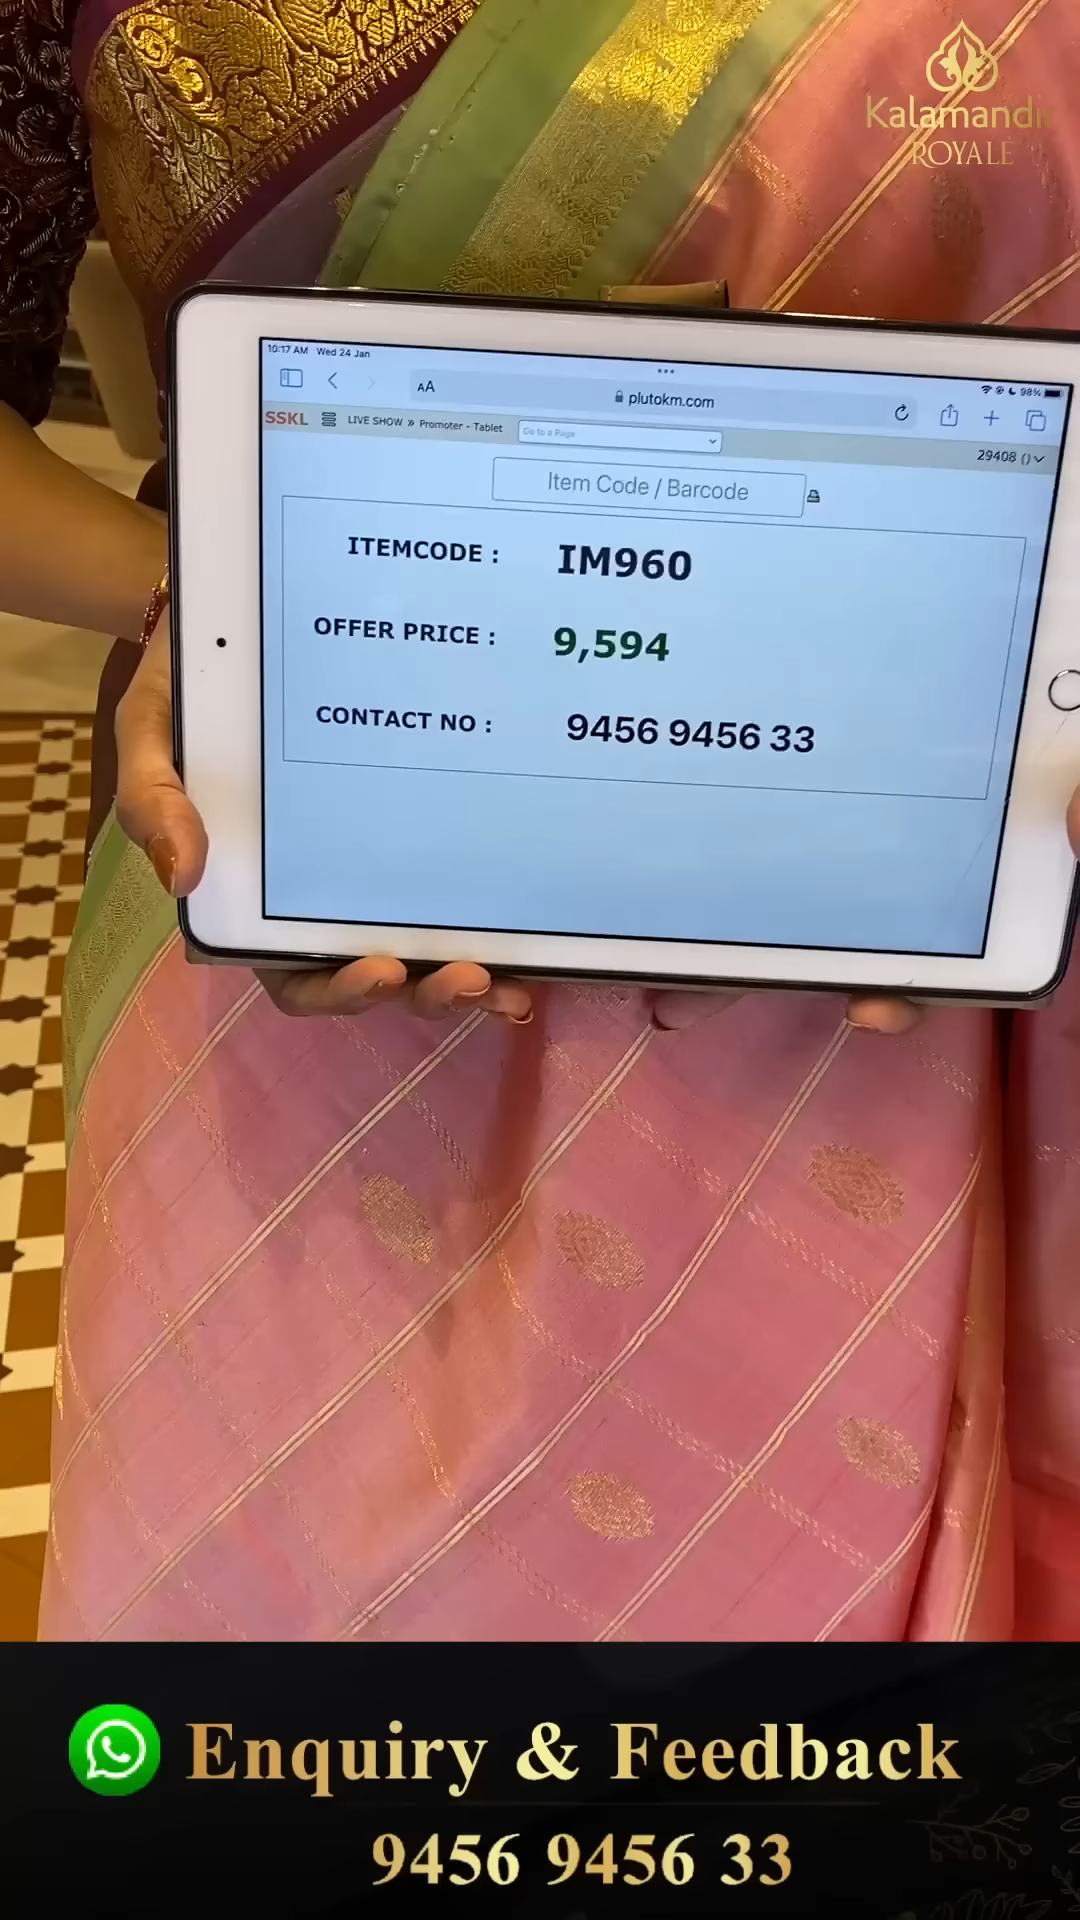 Kalamandir
ROYALE
10:17 AM Wed 24 Jan
98%
AA
plutokm.com
SSKL
LIVE SHOW » Promoter - Tablet
Go to a Page
29408 ()
Item Code / Barcode
ITEMCODE : IM960
OFFER PRICE : 9,594
CONTACT NO : 9456 9456 33
Enquiry & Feedback
9456 9456 33